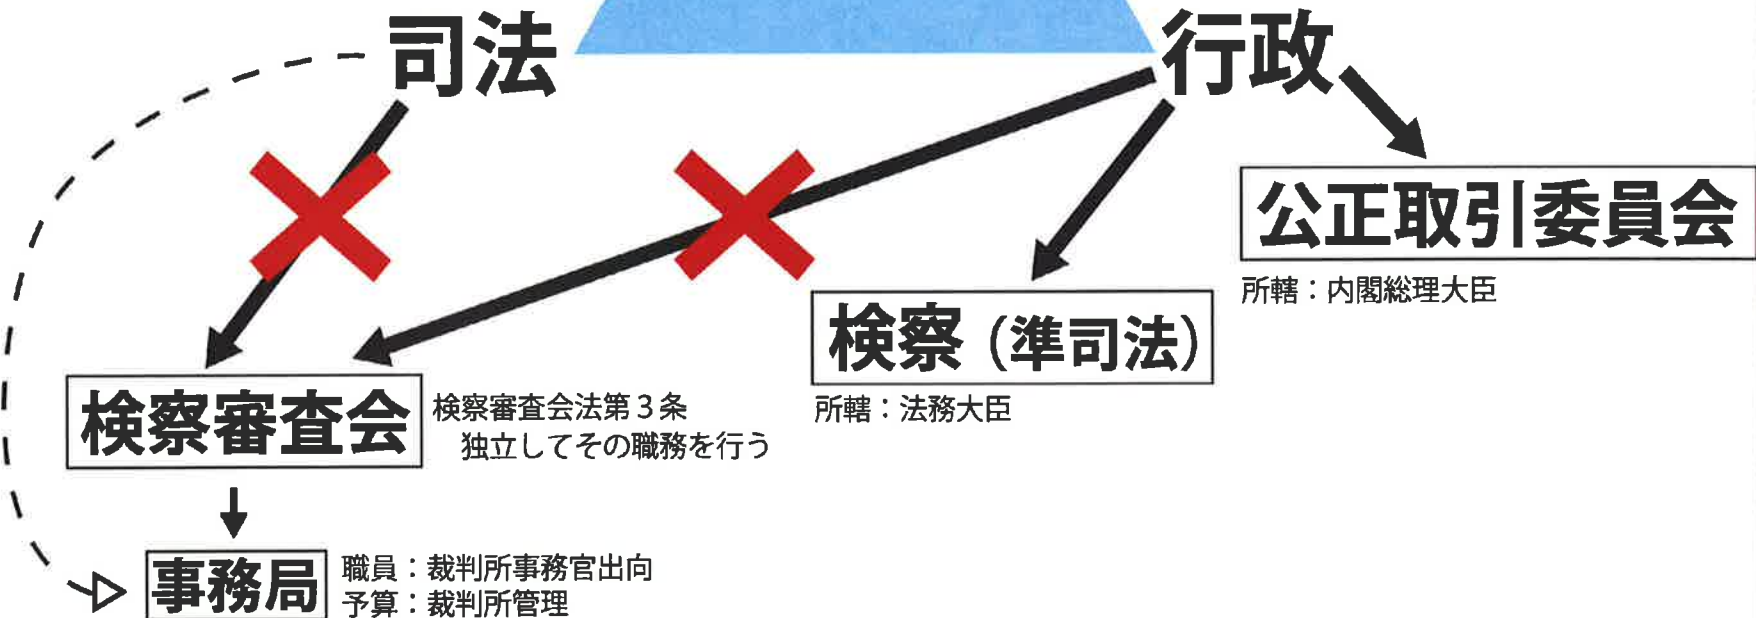 司法
行政
公正取引委員会
所轄：内閣総理大臣
検察（準司法）
所轄：法務大臣
検察審査会
検察審査会法第３条
独立してその職務を行う
事務局
職員：裁判所事務官出向
予算：裁判所管理